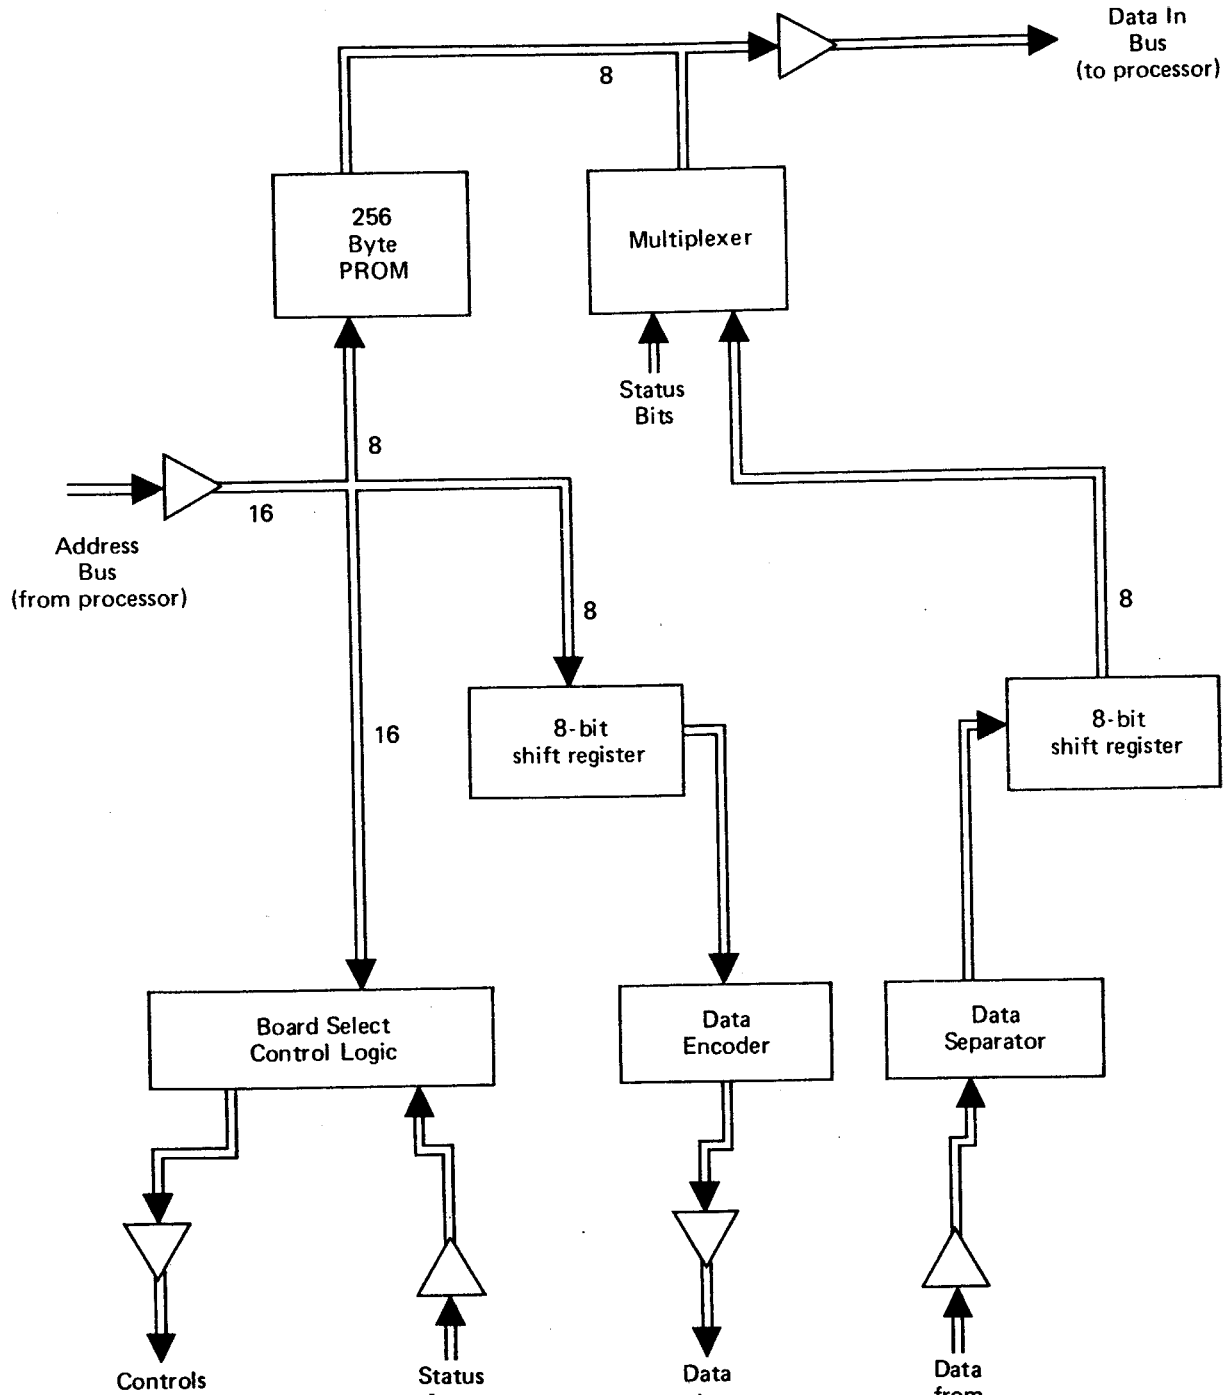 Data In
Bus
(to processor)
8
256
Byte
PROM
Multiplexer
Status
Bits
8
16
Address
Bus
(from processor)
8
8
16
8-bit
shift register
8-bit
shift register
Board Select
Control Logic
Data
Encoder
Data
Separator
Controls
Status
Data
Data
from